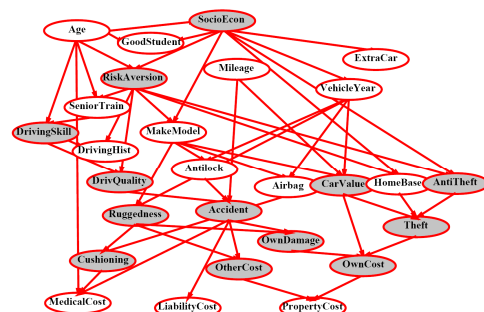 SocioEcon
Age
GoodStudent
ExtraCar
Mileage
RiskAversion
VehicleYear
SeniorTrain
DrivingSkill
MakeModel
DrivingHist
Antilock
DrivQuality
Airbag
CarValue
HomeBase
AntiTheft
Ruggedness
Accident
Theft
OwnDamage
Cushioning
OtherCost
OwnCost
MedicalCost
LiabilityCost
PropertyCost